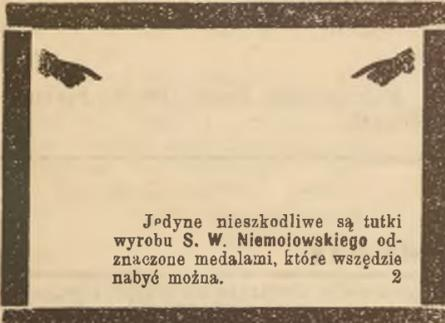 Jedyne nieszkodliwe są tutki
wyrobu S. W. Niemojowskiego od-
znaczone medalami, które wszędzie
nabyć można. 2